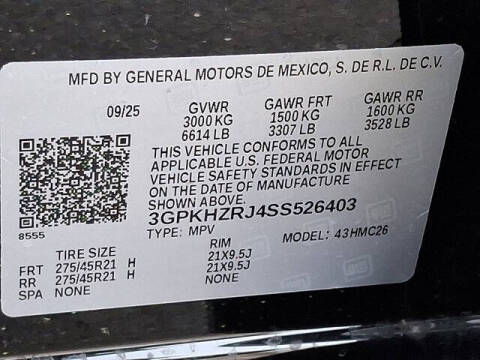 MFD BY GENERAL MOTORS DE MEXICO, S. DE R.L. DE C.V.
09/25 GVWR GAWR FRT GAWR RR
3000 KG 1500 KG 1600 KG
6614 LB 3307 LB 3528 LB
THIS VEHICLE CONFORMS TO ALL
APPLICABLE U.S. FEDERAL MOTOR
VEHICLE SAFETY STANDARDS IN EFFECT
ON THE DATE OF MANUFACTURE
SHOWN ABOVE.
8555 3GPKHZRJ4SS526403
TYPE: MPV MODEL: 43HMC26
TIRE SIZE RIM
FRT 275/45R21 H 21X9.5J
RR 275/45R21 H 21X9.5J
SPA NONE NONE